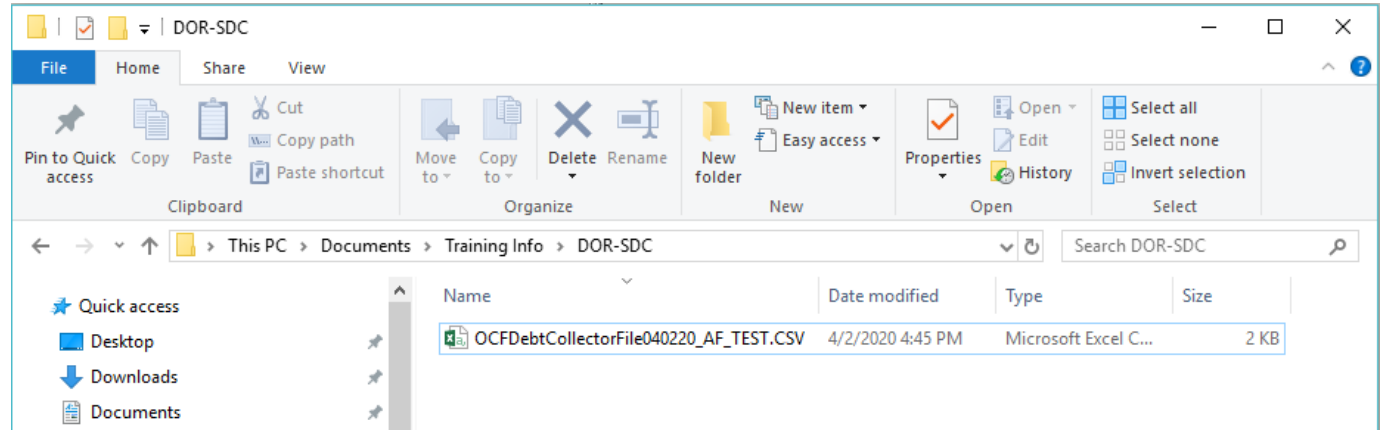 DOR-SDC
File Home Share View
Pin to Quick access
Copy
Paste
Cut
Copy path
Paste shortcut
Clipboard
Move to
Copy to
Delete
Rename
Organize
New folder
New item
Easy access
New
Properties
Open
Edit
History
Open
Select all
Select none
Invert selection
Select
This PC > Documents > Training Info > DOR-SDC
Search DOR-SDC
Quick access
Desktop
Downloads
Documents
Name Date modified Type Size
OCFDebtCollectorFile040220_AF_TEST.CSV 4/2/2020 4:45 PM Microsoft Excel C... 2 KB